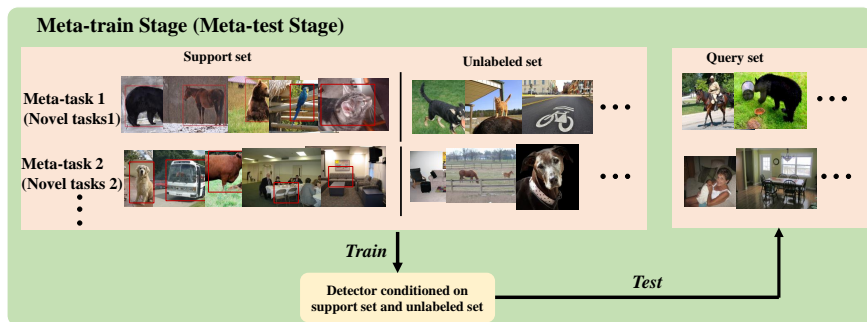 Meta-train Stage (Meta-test Stage)
Support set
Unlabeled set
Query set
Meta-task 1
(Novel tasks1)
Meta-task 2
(Novel tasks 2)
Train
Test
Detector conditioned on
support set and unlabeled set